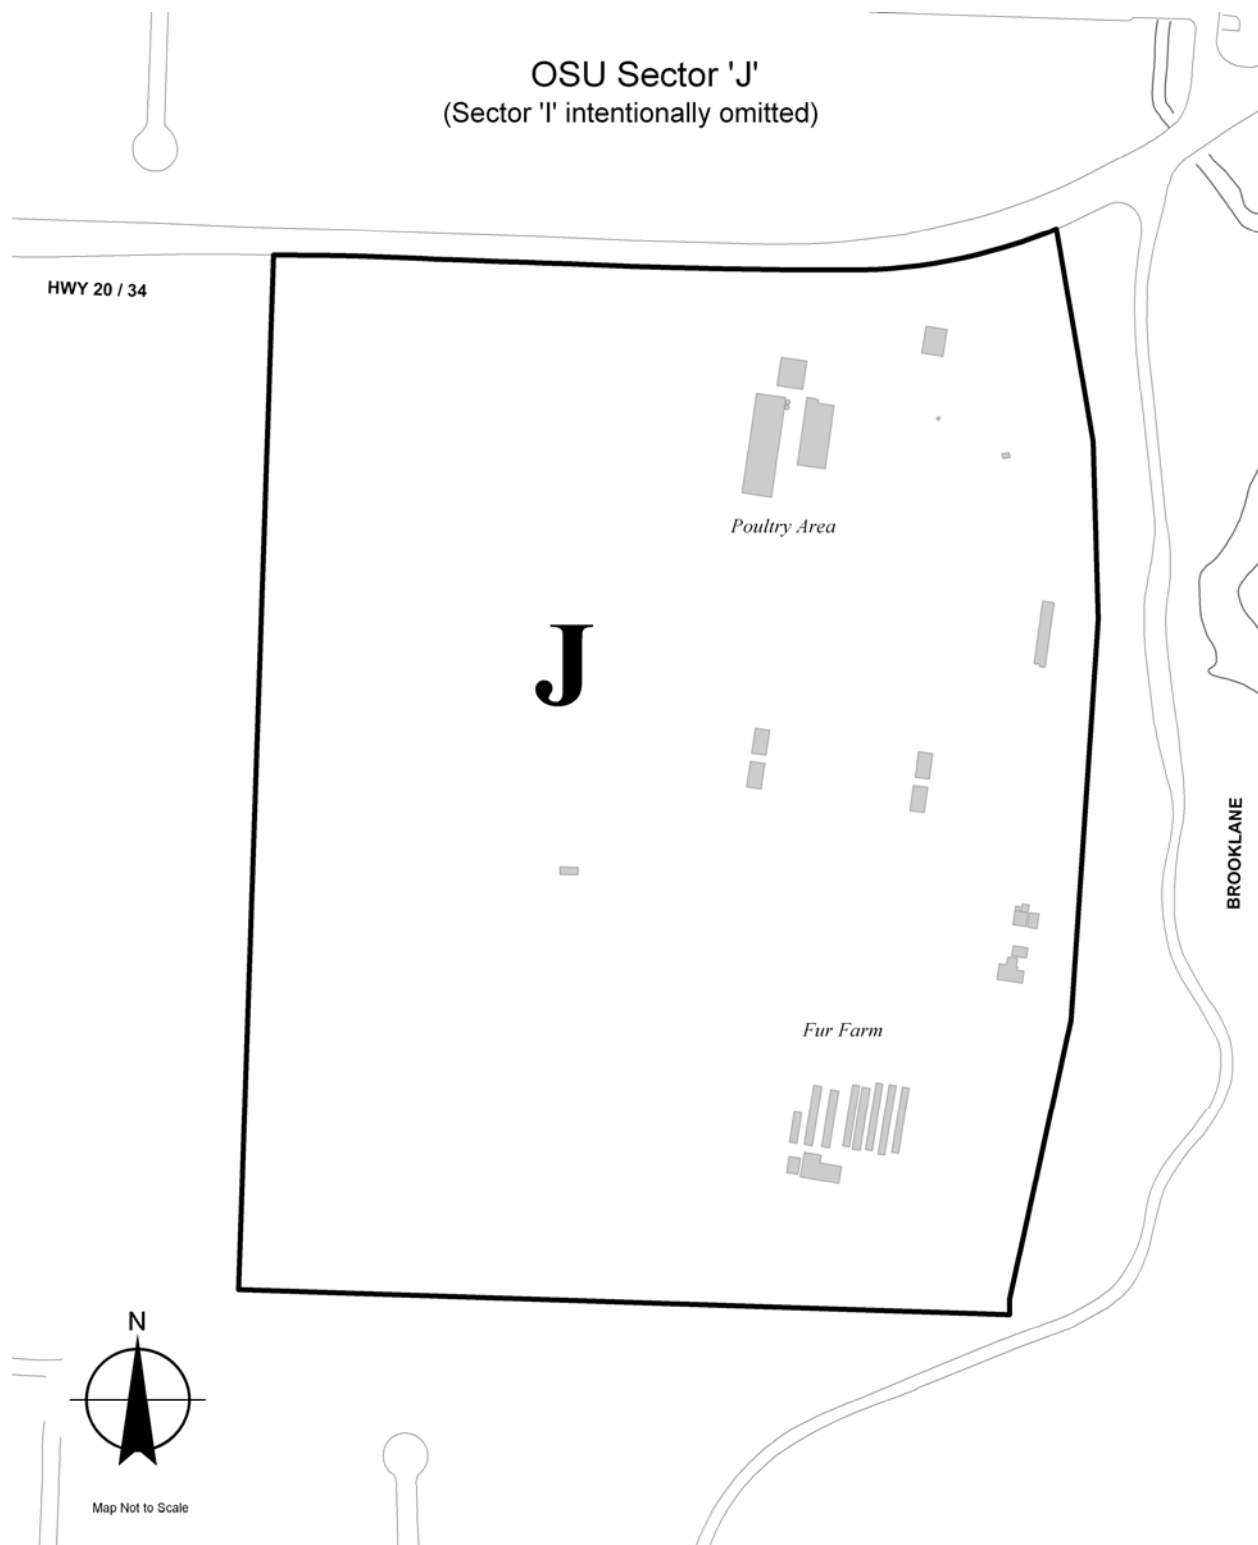 OSU Sector 'J'
(Sector 'I' intentionally omitted)
HWY 20 / 34
Poultry Area
J
BROOKLANE
Fur Farm
N
Map Not to Scale